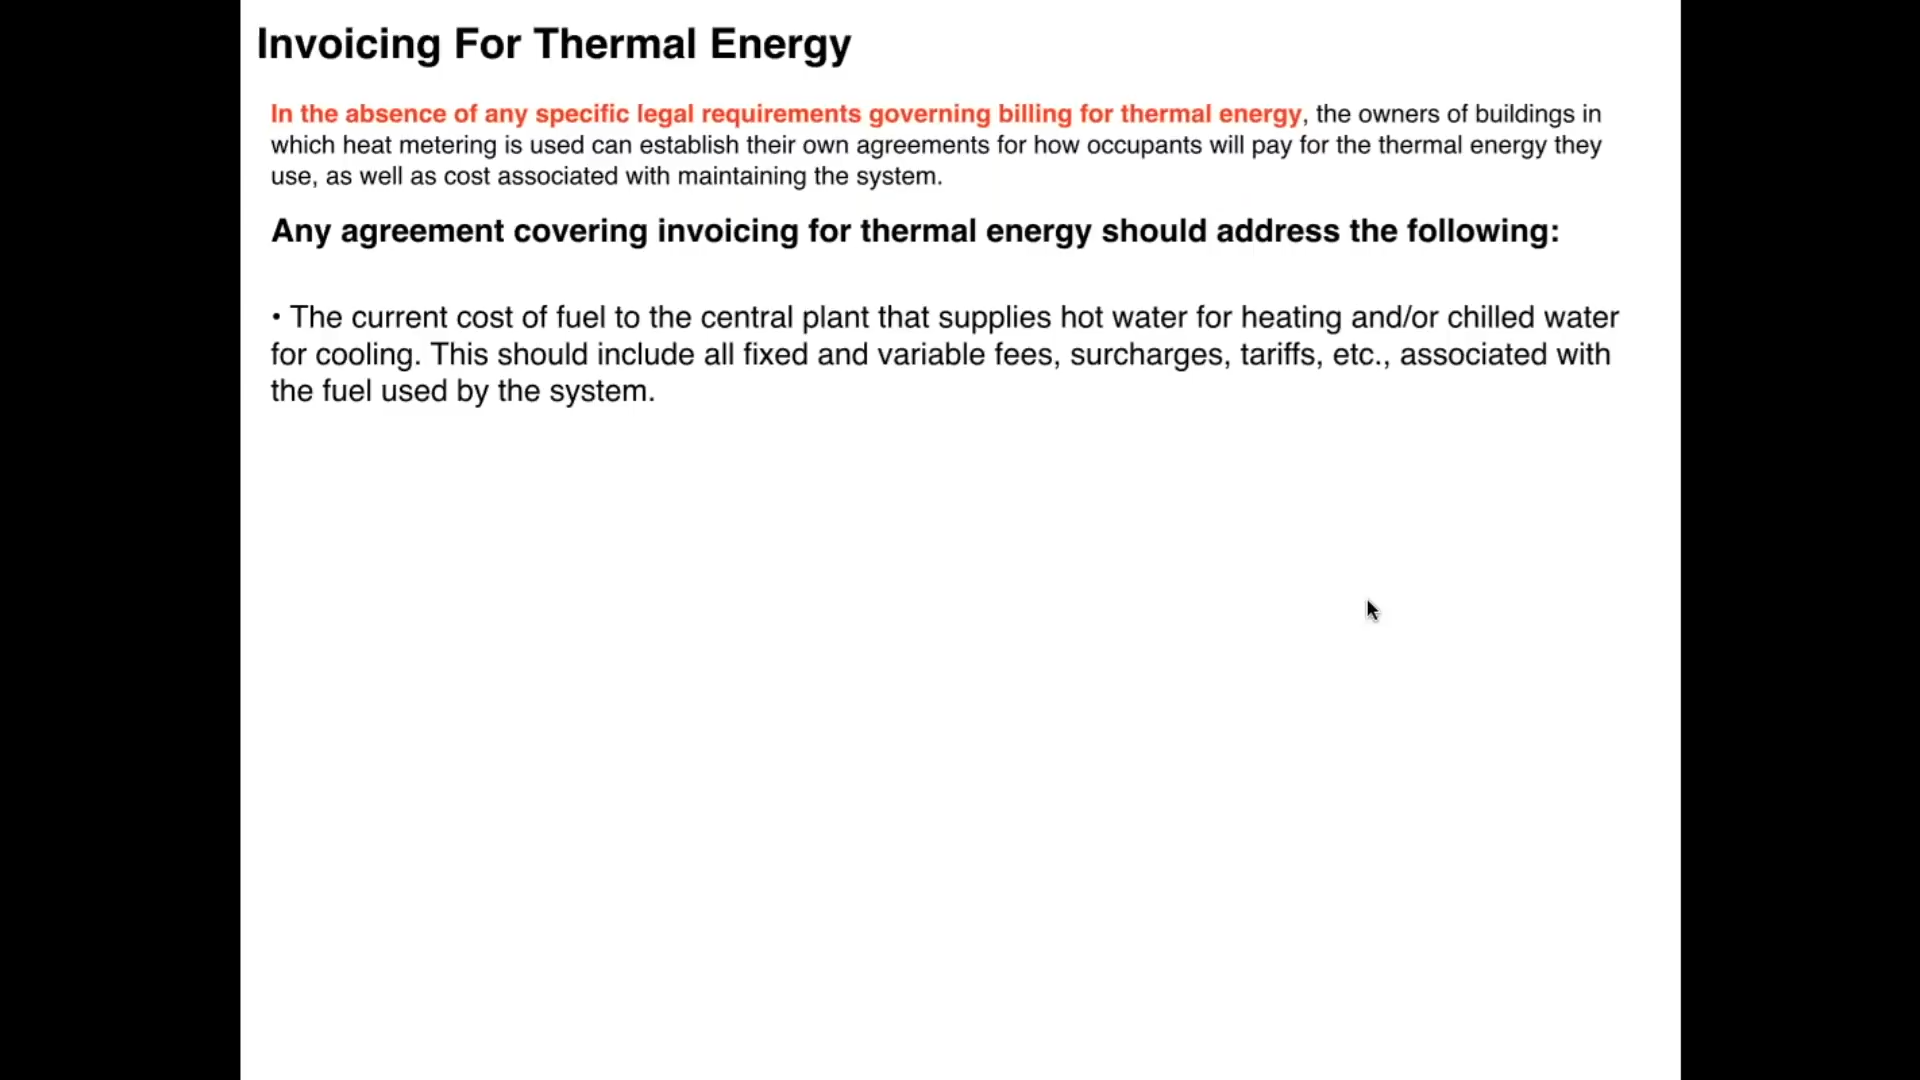 Invoicing For Thermal Energy
In the absence of any specific legal requirements governing billing for thermal energy, the owners of buildings in
which heat metering is used can establish their own agreements for how occupants will pay for the thermal energy they
use, as well as cost associated with maintaining the system.
Any agreement covering invoicing for thermal energy should address the following:
• The current cost of fuel to the central plant that supplies hot water for heating and/or chilled water
for cooling. This should include all fixed and variable fees, surcharges, tariffs, etc., associated with
the fuel used by the system.